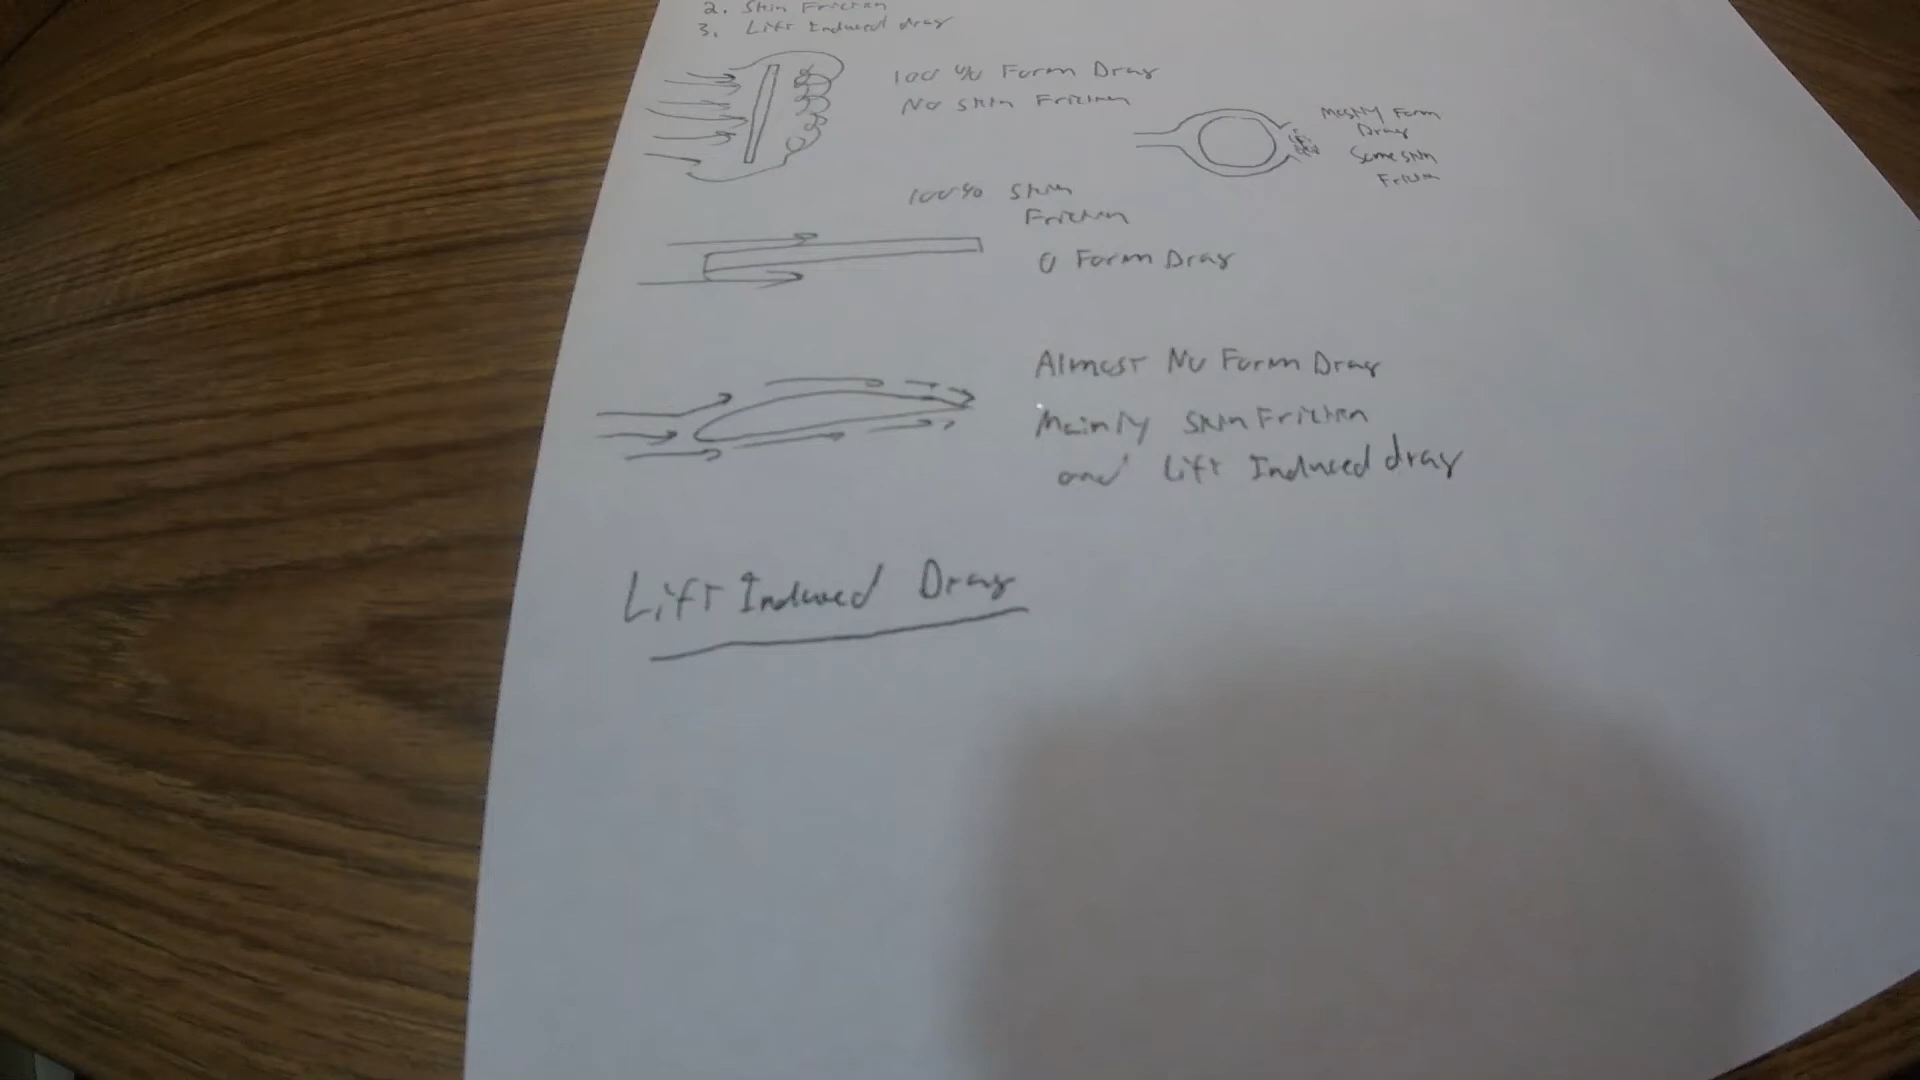 2. Skin Friction
3. Lift Induced drag
100 % Form Drag
No Skin Friction
Mostly Form
Drag
Some skin
Friction
100% Skin
Friction
0 Form Drag
Almost No Form Drag
Mainly Skin Friction
and Lift Induced drag
Lift Induced Drag